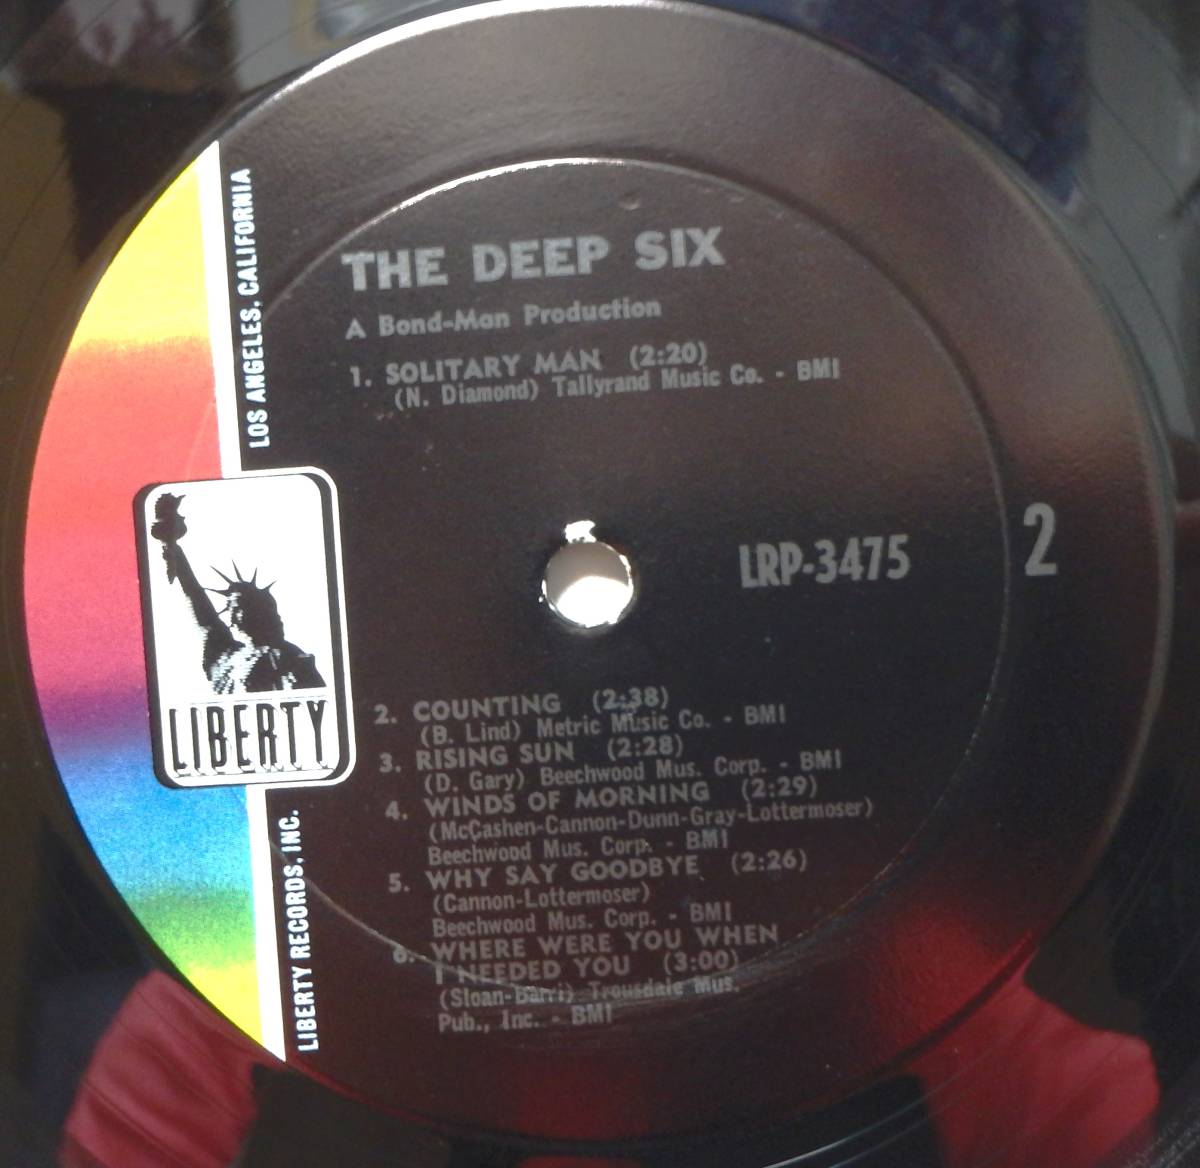 THE DEEP SIX
A Bond-Man Production
1. SOLITARY MAN (2:20)
(N. Diamond) Tallyrand Music Co. - BMI
LRP-3475
2
2. COUNTING (2:38)
(B. Lind) Metric Music Co. - BMI
3. RISING SUN (2:28)
(D. Gary) Beechwood Mus. Corp. - BMI
4. WINDS OF MORNING (2:29)
(McCashen-Cannon-Dunn-Gray-Lottermoser)
Beechwood Mus. Corp. - BMI
5. WHY SAY GOODBYE (2:26)
(Cannon-Lottermoser)
Beechwood Mus. Corp. - BMI
6. WHERE WERE YOU WHEN
I NEEDED YOU (3:00)
(Sloan-Barri) Trousdale Mus.
Pub., Inc. - BMI
LOS ANGELES, CALIFORNIA
LIBERTY
LIBERTY RECORDS, INC.